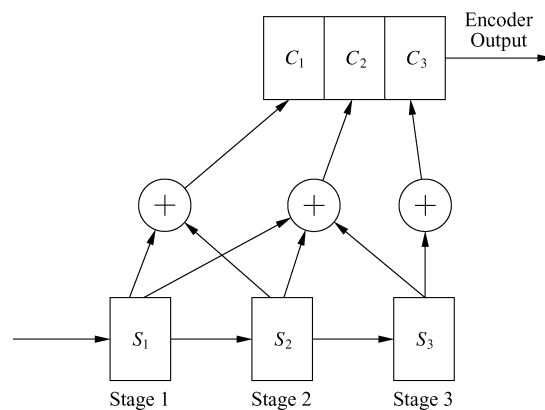 Encoder
Output
C1 C2 C3
+ + +
S1 S2 S3
Stage 1 Stage 2 Stage 3